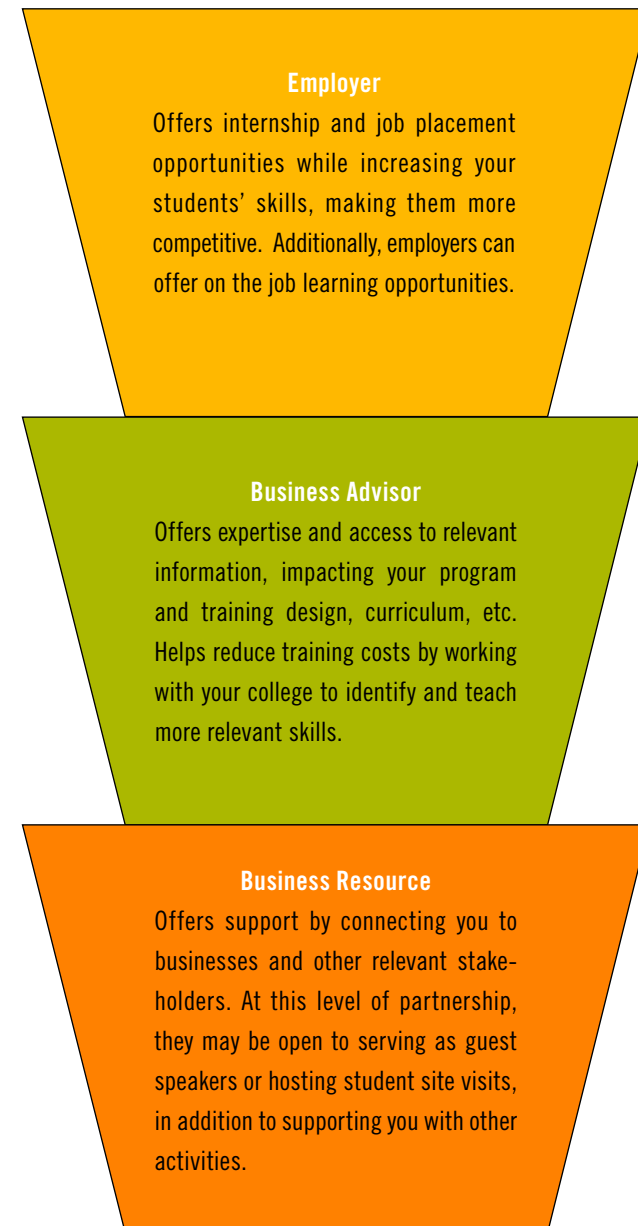 Employer
Offers internship and job placement
opportunities while increasing your
students’ skills, making them more
competitive. Additionally, employers can
offer on the job learning opportunities.
Business Advisor
Offers expertise and access to relevant
information, impacting your program
and training design, curriculum, etc.
Helps reduce training costs by working
with your college to identify and teach
more relevant skills.
Business Resource
Offers support by connecting you to
businesses and other relevant stake-
holders. At this level of partnership,
they may be open to serving as guest
speakers or hosting student site visits,
in addition to supporting you with other
activities.